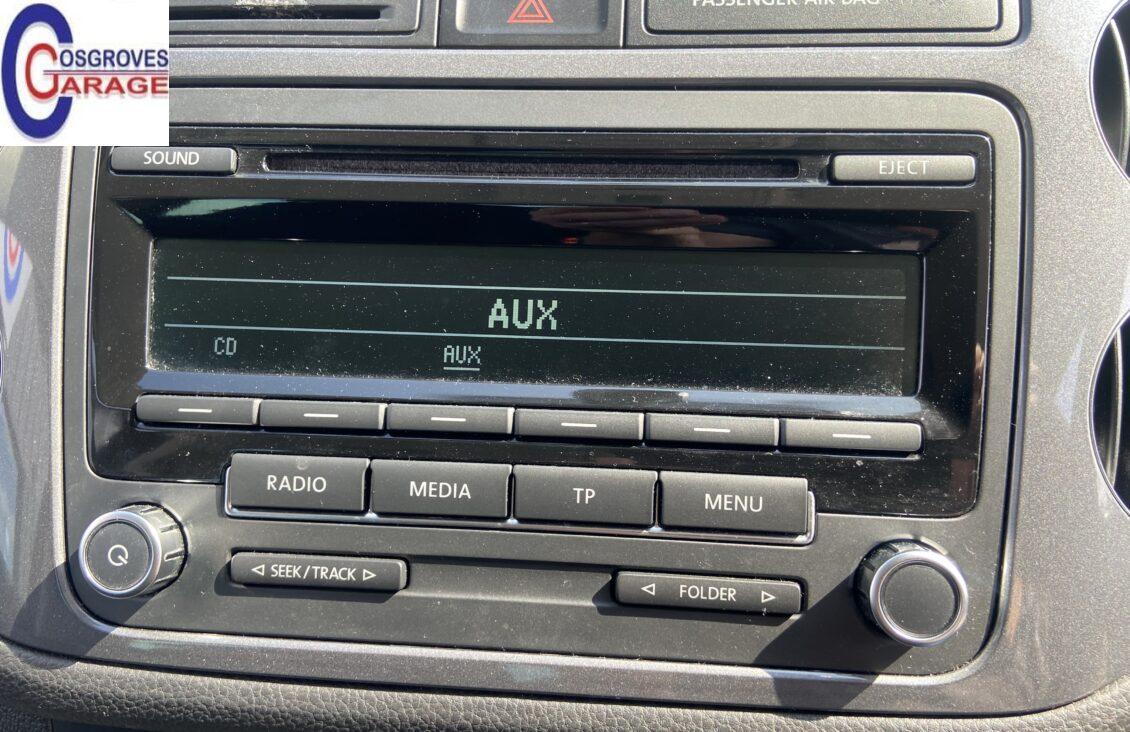 PASSENGER AIR BAG
COSGROVES
GARAGE
SOUND
EJECT
AUX
CD
AUX
RADIO
MEDIA
TP
MENU
SEEK/TRACK
FOLDER